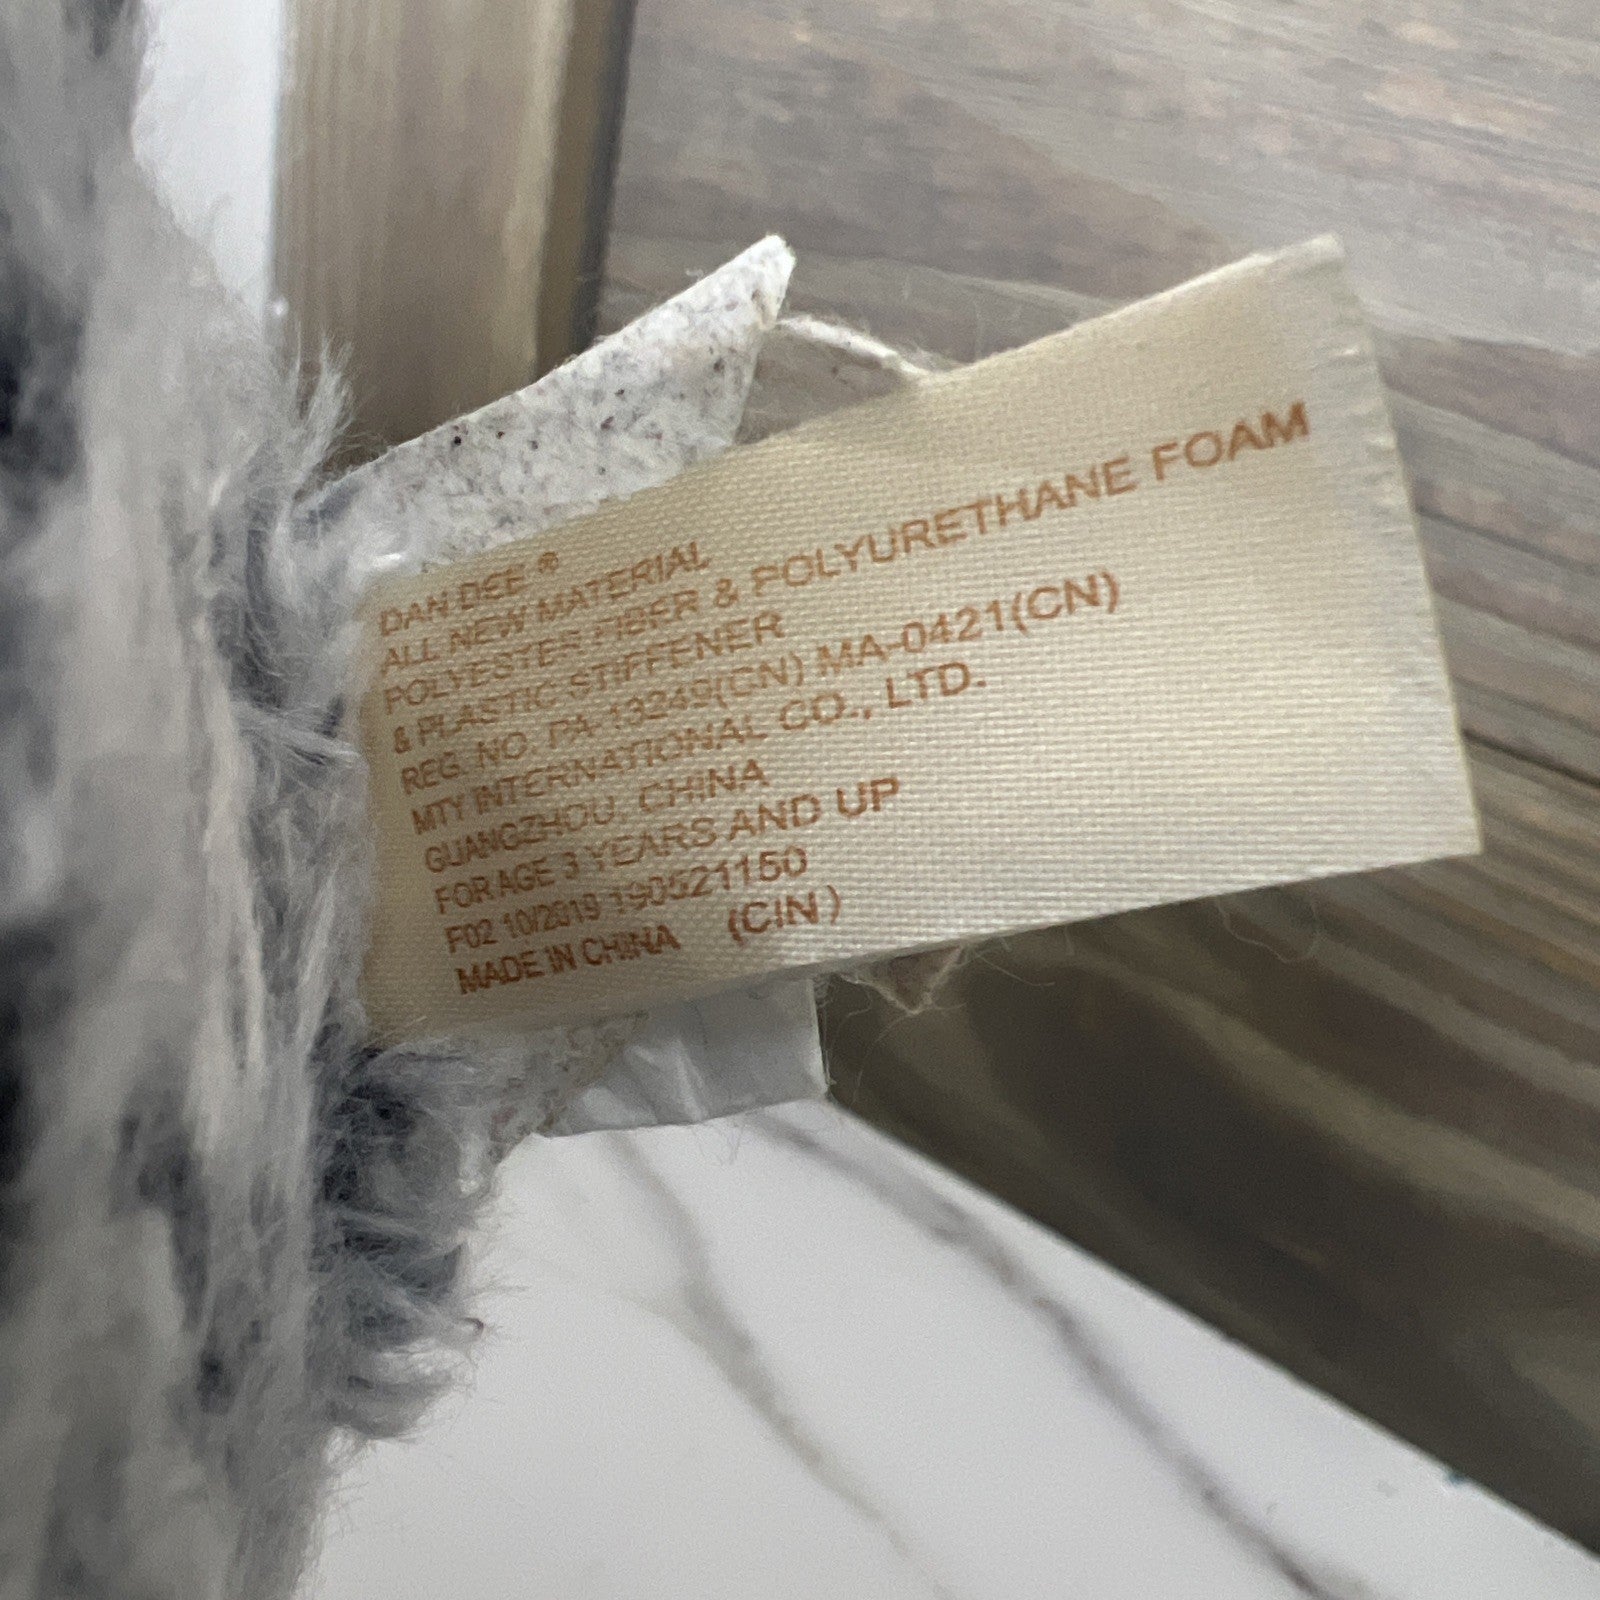 DAN DEE ®
ALL NEW MATERIAL
POLYESTER FIBER & POLYURETHANE FOAM
& PLASTIC STIFFENER
REG. NO. PA-13249(CN) MA-0421(CN)
MTY INTERNATIONAL CO., LTD.
GUANGZHOU, CHINA
FOR AGE 3 YEARS AND UP
F02 10/2019 190521150
MADE IN CHINA (CIN)